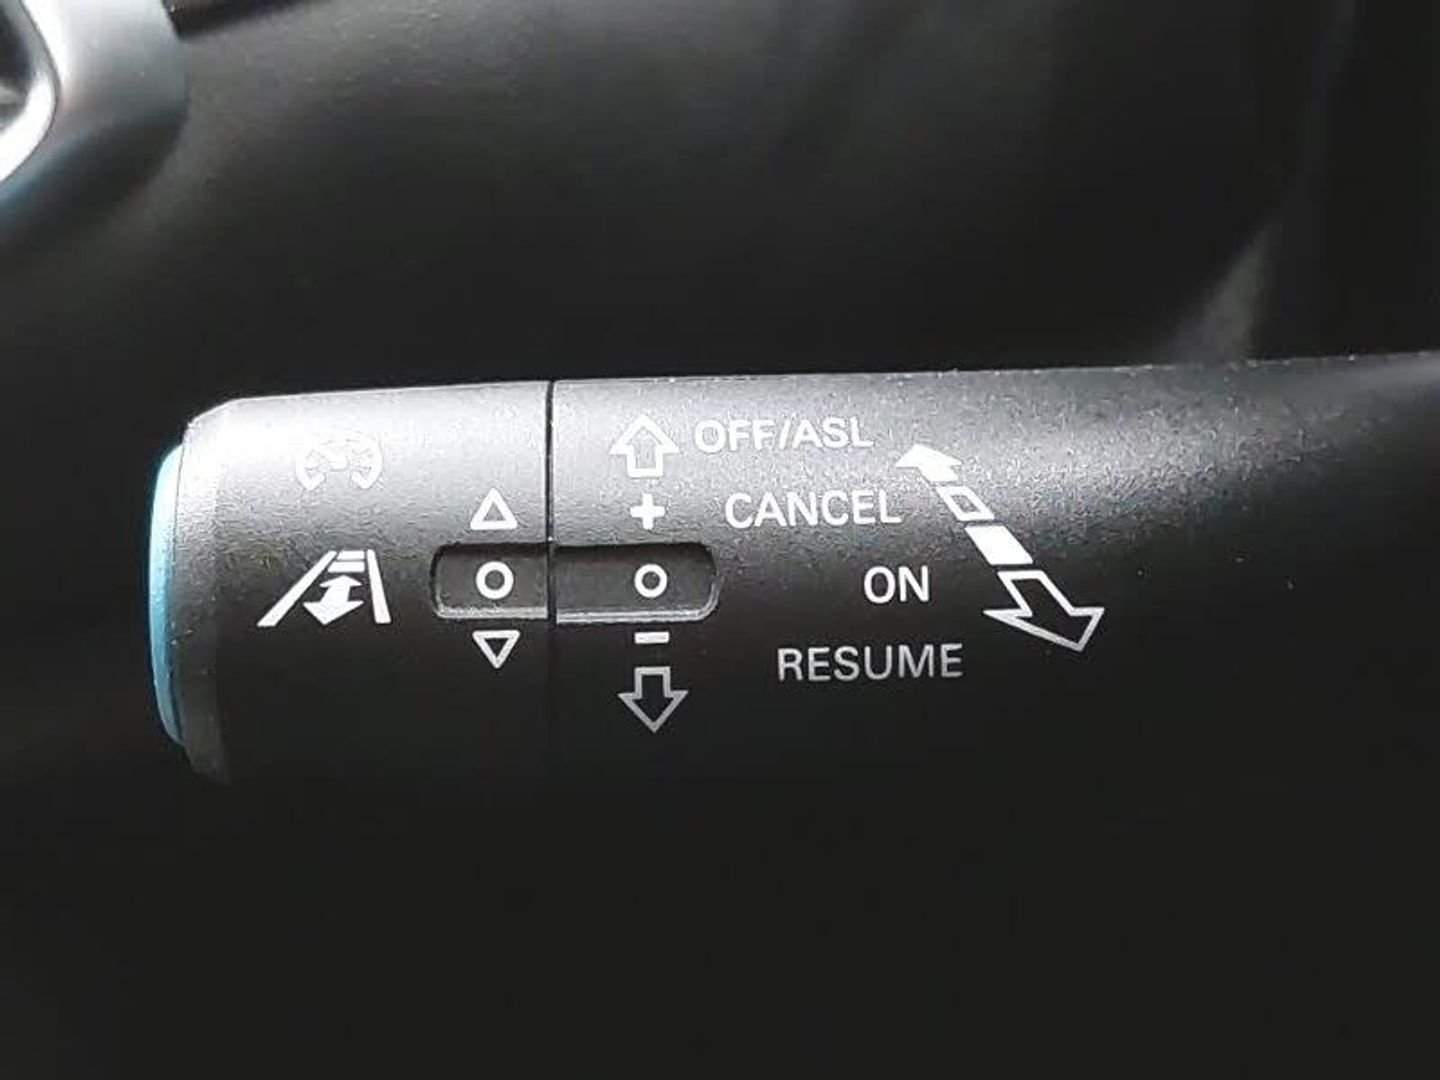 OFF/ASL
+ CANCEL
ON
−
RESUME